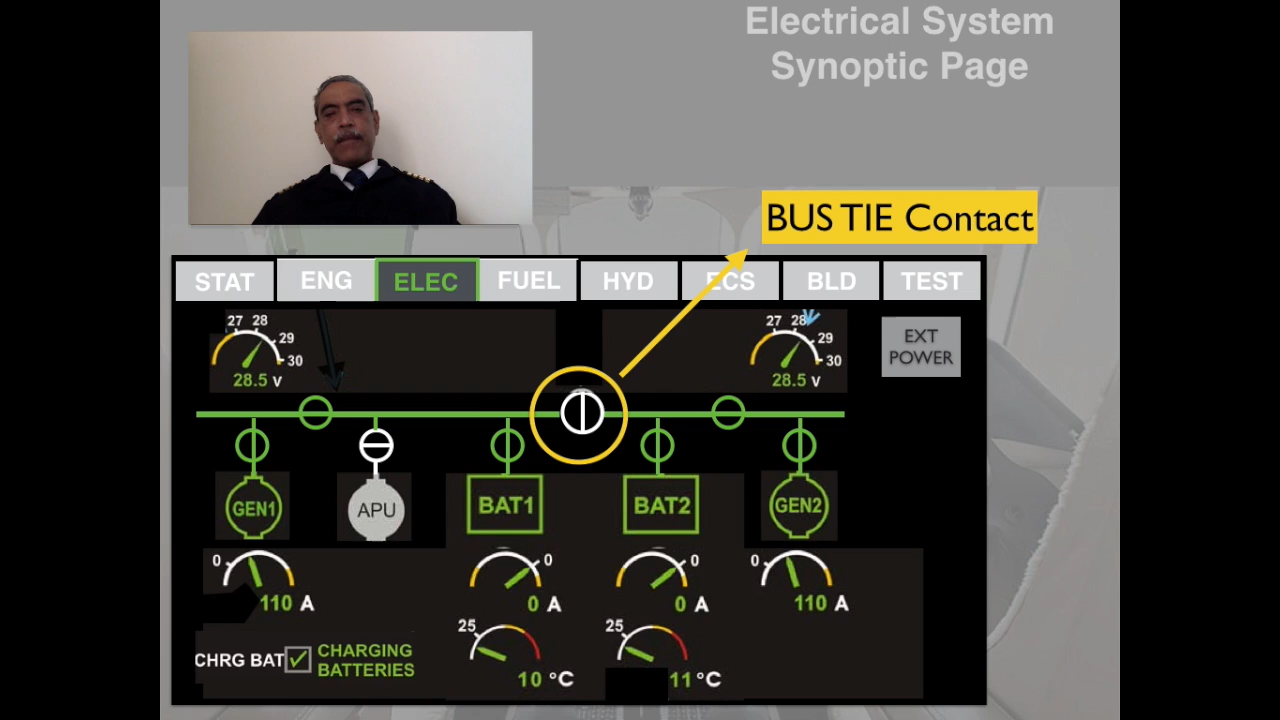 Electrical System
Synoptic Page
BUS TIE Contact
STAT ENG ELEC FUEL HYD ECS BLD TEST
27 28 29 30
28.5 V
27 28 29 30
28.5 V
EXT
POWER
GEN1 APU BAT1 BAT2 GEN2
0 0 0 0
110 A 0 A 0 A 110 A
25 25
CHRG BAT CHARGING
BATTERIES
10 °C 11 °C